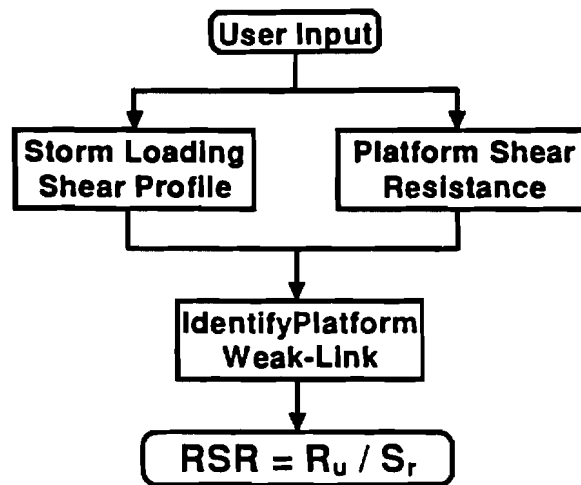 User Input
Storm Loading
Shear Profile
Platform Shear
Resistance
IdentifyPlatform
Weak-Link
RSR = Ru / Sr